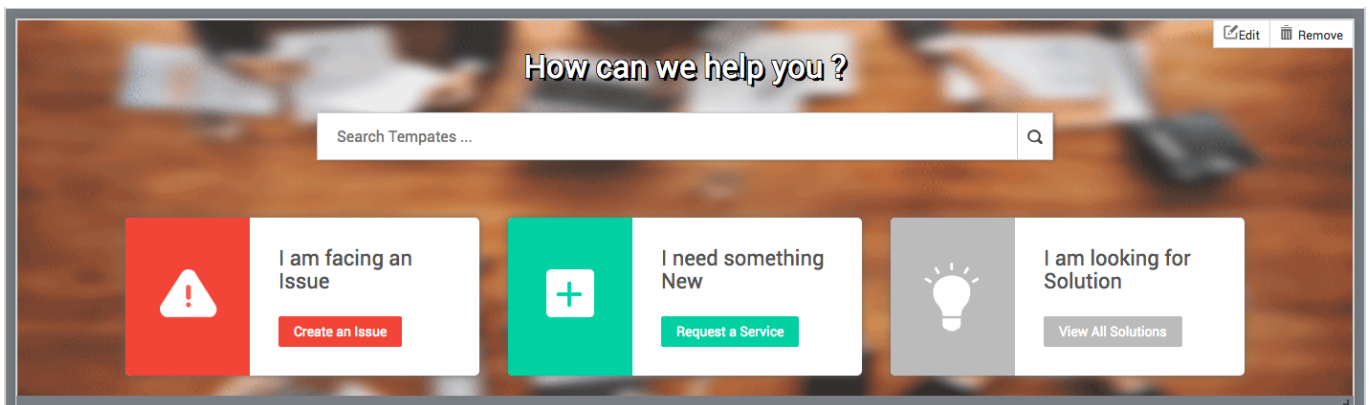 Edit Remove
How can we help you ?
Search Tempates ...
I am facing an
Issue
Create an Issue
I need something
New
Request a Service
I am looking for
Solution
View All Solutions